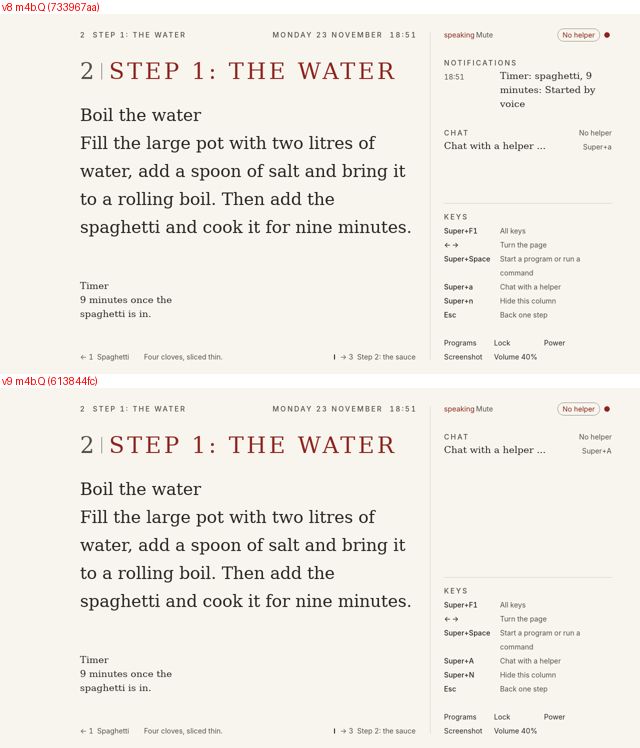 v8 m4b.Q (733967aa)
2 STEP 1: THE WATER
MONDAY 23 NOVEMBER 18:51
2 STEP 1: THE WATER
Boil the water
Fill the large pot with two litres of
water, add a spoon of salt and bring it
to a rolling boil. Then add the
spaghetti and cook it for nine minutes.
Timer
9 minutes once the
spaghetti is in.
← 1 Spaghetti Four cloves, sliced thin.
→ 3 Step 2: the sauce
speaking Mute No helper
NOTIFICATIONS
18:51 Timer: spaghetti, 9
minutes: Started by
voice
CHAT No helper
Chat with a helper ... Super+a
KEYS
Super+F1 All keys
←→ Turn the page
Super+Space Start a program or run a
command
Super+a Chat with a helper
Super+n Hide this column
Esc Back one step
Programs Lock Power
Screenshot Volume 40%
v9 m4b.Q (613844fc)
2 STEP 1: THE WATER
MONDAY 23 NOVEMBER 18:51
2 STEP 1: THE WATER
Boil the water
Fill the large pot with two litres of
water, add a spoon of salt and bring it
to a rolling boil. Then add the
spaghetti and cook it for nine minutes.
Timer
9 minutes once the
spaghetti is in.
← 1 Spaghetti Four cloves, sliced thin.
→ 3 Step 2: the sauce
speaking Mute No helper
CHAT No helper
Chat with a helper ... Super+A
KEYS
Super+F1 All keys
←→ Turn the page
Super+Space Start a program or run a
command
Super+A Chat with a helper
Super+N Hide this column
Esc Back one step
Programs Lock Power
Screenshot Volume 40%